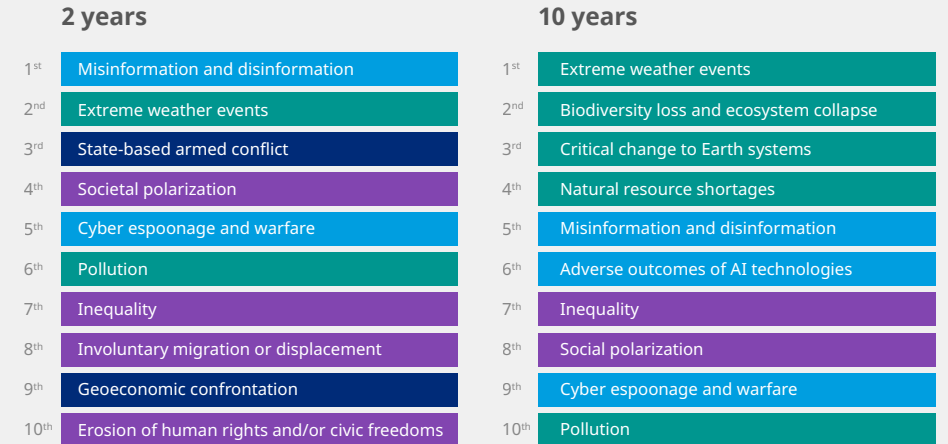 2 years
1st Misinformation and disinformation
2nd Extreme weather events
3rd State-based armed conflict
4th Societal polarization
5th Cyber espoonage and warfare
6th Pollution
7th Inequality
8th Involuntary migration or displacement
9th Geoeconomic confrontation
10th Erosion of human rights and/or civic freedoms
10 years
1st Extreme weather events
2nd Biodiversity loss and ecosystem collapse
3rd Critical change to Earth systems
4th Natural resource shortages
5th Misinformation and disinformation
6th Adverse outcomes of AI technologies
7th Inequality
8th Social polarization
9th Cyber espoonage and warfare
10th Pollution